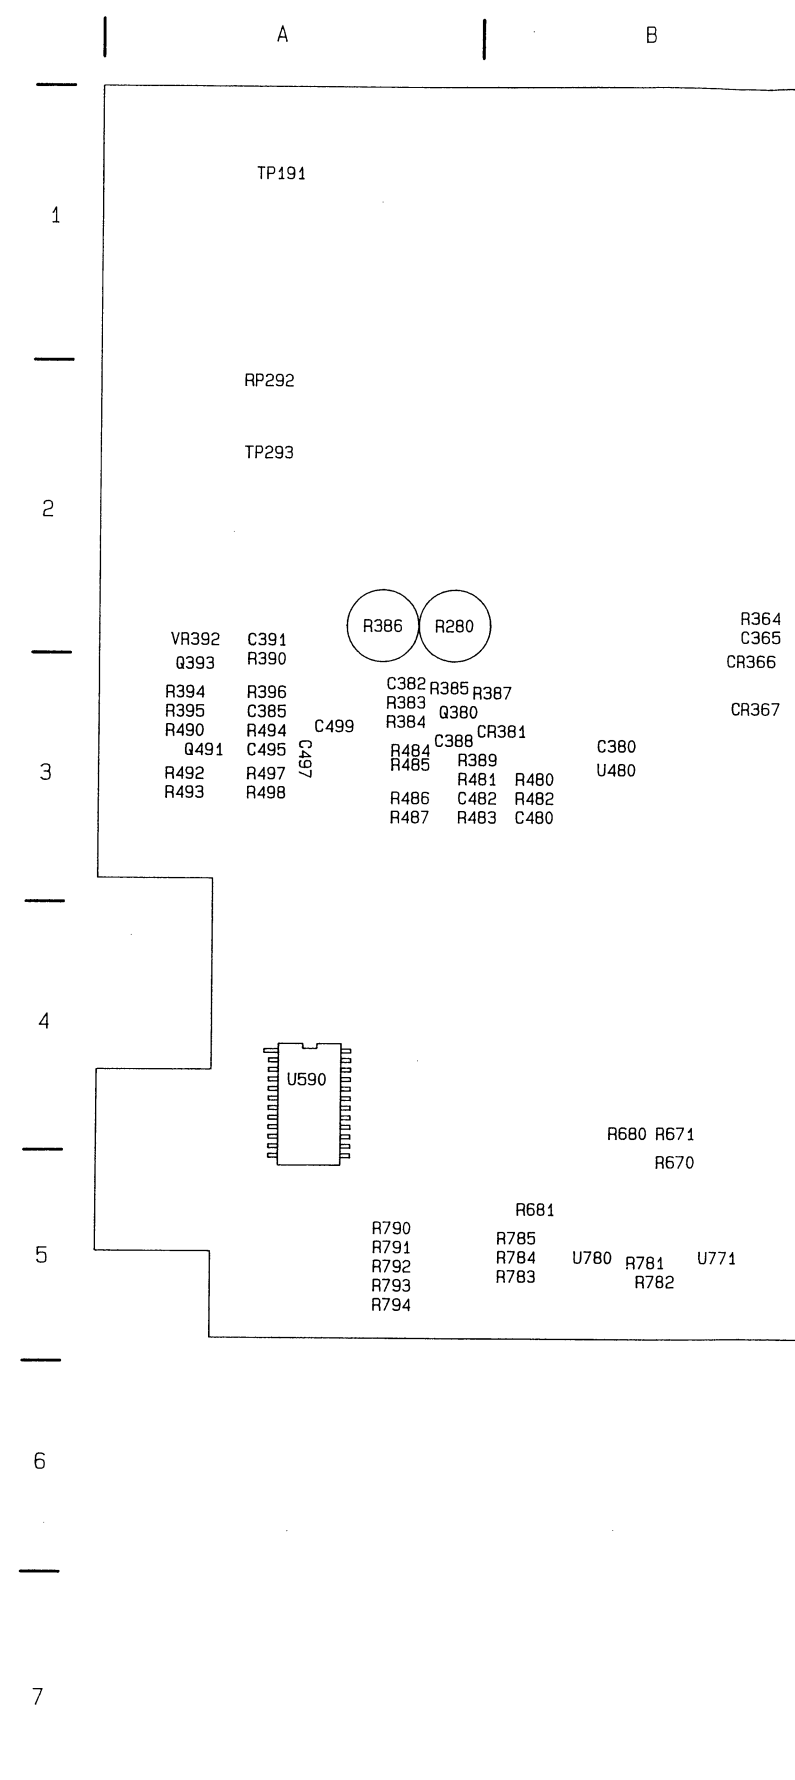 A B
1
TP191
RP292
TP293
2
R386 R280
R364
VR392 C391 C365
Q393 R390 CR366
C382 R385 R387
R394 R396 R383
R395 C385 Q380 CR367
R490 R494 C499 R384 CR381
Q491 C495 C497 R484 C388 C380
R485 R389
3 R492 R497 R481 R480 U480
R493 R498 R486 C482 R482
R487 R483 C480
4
U590
R680 R671
R670
R681
R790 R785
R791
5 R792 R784 U780 R781 U771
R793 R783 R782
R794
6
7